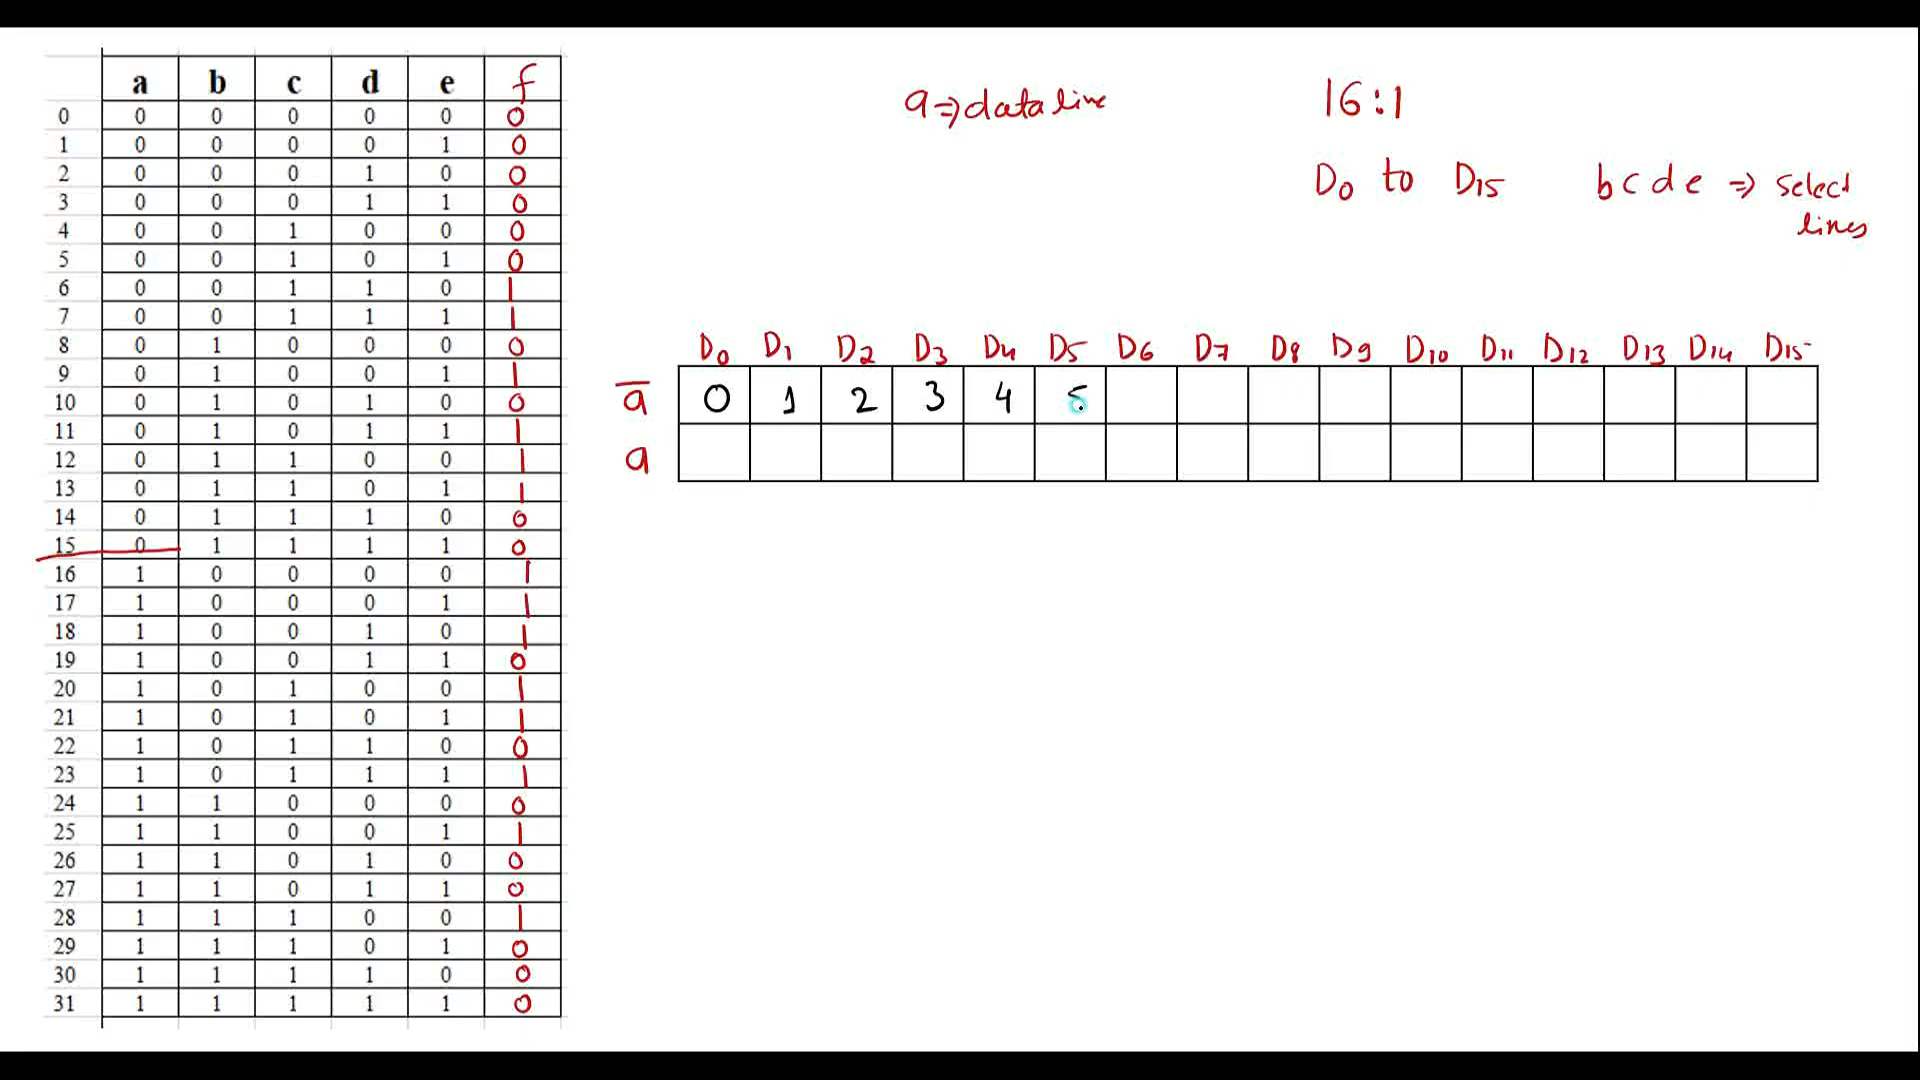 a b c d e f
0 0 0 0 0 0 0
1 0 0 0 0 1 0
2 0 0 0 1 0 0
3 0 0 0 1 1 0
4 0 0 1 0 0 0
5 0 0 1 0 1 0
6 0 0 1 1 0 1
7 0 0 1 1 1 1
8 0 1 0 0 0 0
9 0 1 0 0 1 1
10 0 1 0 1 0 0
11 0 1 0 1 1 1
12 0 1 1 0 0 1
13 0 1 1 0 1 1
14 0 1 1 1 0 0
15 0 1 1 1 1 0
16 1 0 0 0 0 1
17 1 0 0 0 1 1
18 1 0 0 1 0 1
19 1 0 0 1 1 0
20 1 0 1 0 0 1
21 1 0 1 0 1 1
22 1 0 1 1 0 0
23 1 0 1 1 1 1
24 1 1 0 0 0 0
25 1 1 0 0 1 1
26 1 1 0 1 0 0
27 1 1 0 1 1 0
28 1 1 1 0 0 1
29 1 1 1 0 1 0
30 1 1 1 1 0 0
31 1 1 1 1 1 0
a ⇒ data line 16:1
D₀ to D₁₅ b c d e ⇒ select
lines
D₀ D₁ D₂ D₃ D₄ D₅ D₆ D₇ D₈ D₉ D₁₀ D₁₁ D₁₂ D₁₃ D₁₄ D₁₅
a̅ 0 1 2 3 4 5
a